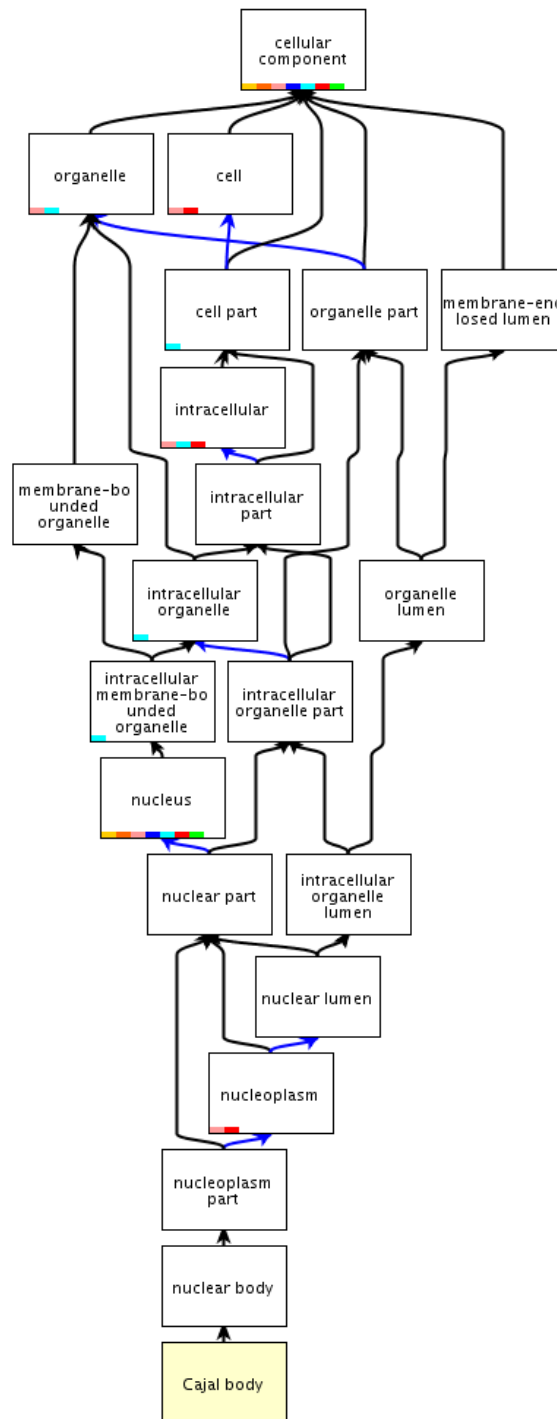 cellular
component
organelle
cell
cell part
organelle part
membrane-enc
losed lumen
intracellular
membrane-bo
unded
organelle
intracellular
part
intracellular
organelle
organelle
lumen
intracellular
membrane-bo
unded
organelle
intracellular
organelle part
nucleus
nuclear part
intracellular
organelle
lumen
nuclear lumen
nucleoplasm
nucleoplasm
part
nuclear body
Cajal body